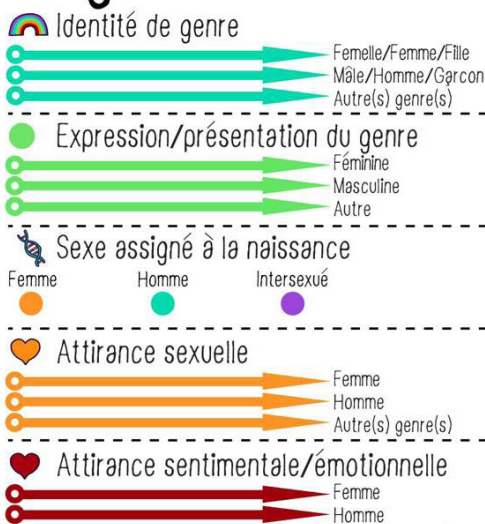 Identité de genre
Femelle/Femme/Fille
Mâle/Homme/Garcon
Autre(s) genre(s)
Expression/présentation du genre
Féminine
Masculine
Autre
Sexe assigné à la naissance
Femme Homme Intersexué
Attirance sexuelle
Femme
Homme
Autre(s) genre(s)
Attirance sentimentale/émotionnelle
Femme
Homme